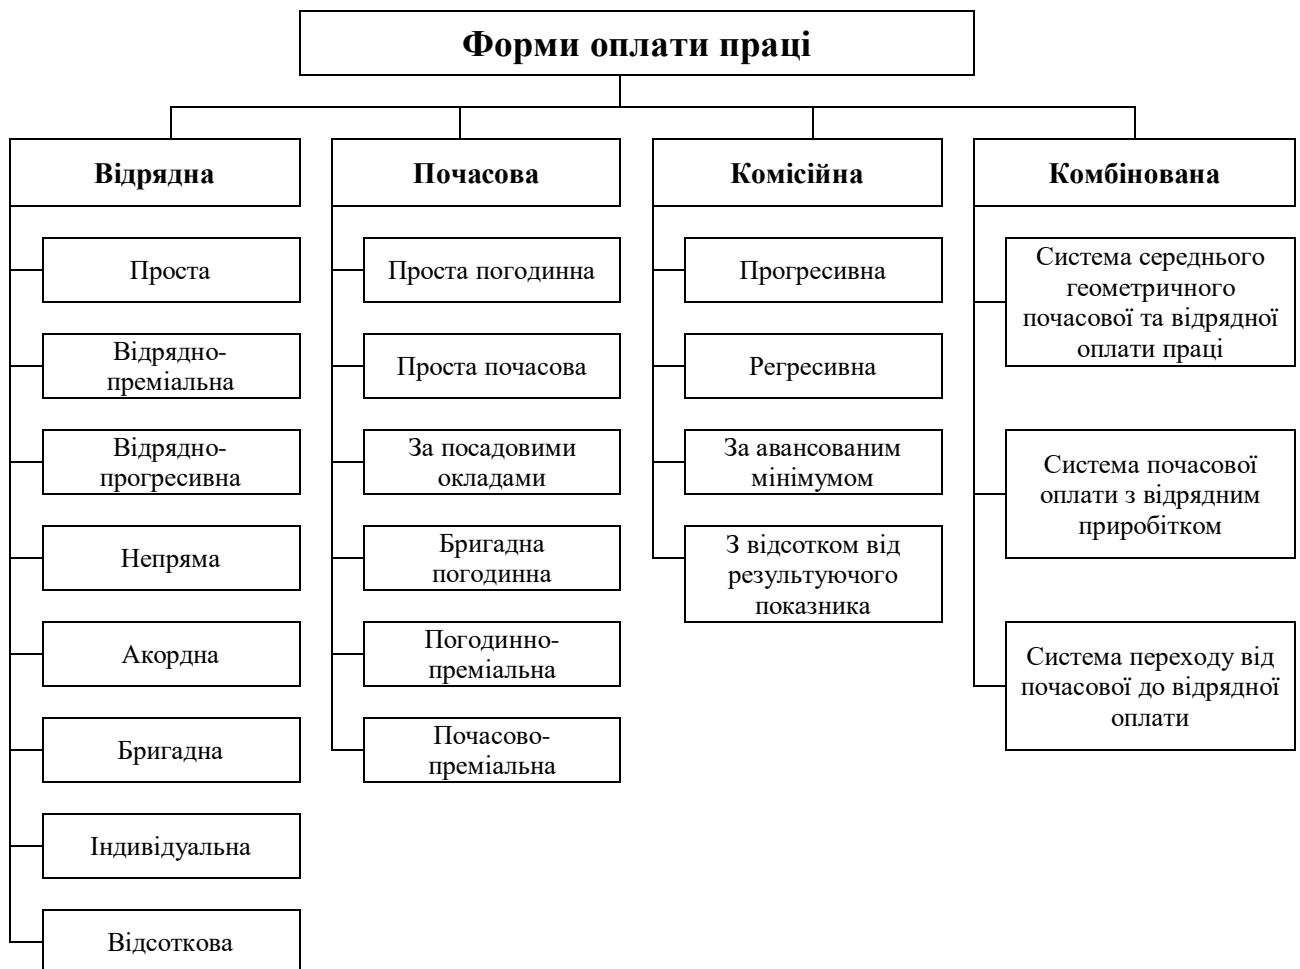 Форми оплати праці
Відрядна
Проста
Відрядно-
преміальна
Відрядно-
прогресивна
Непряма
Акордна
Бригадна
Індивідуальна
Відсоткова
Почасова
Проста погодинна
Проста почасова
За посадовими
окладами
Бригадна
погодинна
Погодинно-
преміальна
Почасово-
преміальна
Комісійна
Прогресивна
Регресивна
За авансованим
мінімумом
З відсотком від
результуючого
показника
Комбінована
Система середнього
геометричного
почасової та відрядної
оплати праці
Система почасової
оплати з відрядним
приробітком
Система переходу від
почасової до відрядної
оплати